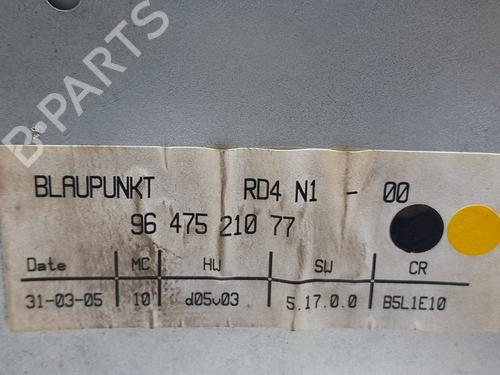 B-PARTS
BLAUPUNKT RD4 N1 - 00
96 475 210 77
Date MC HW SW CR
31-03-05 10 d05v03 5.17.0.0 B5L1E10